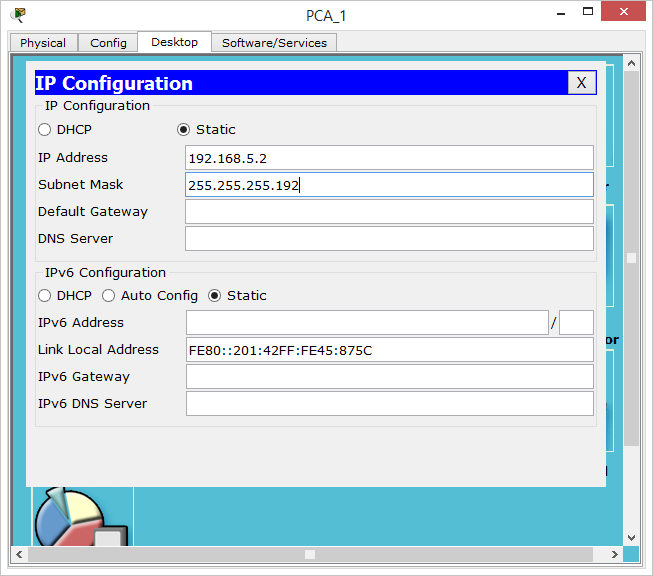 PCA_1
Physical Config Desktop Software/Services
IP Configuration X
IP Configuration
DHCP Static
IP Address 192.168.5.2
Subnet Mask 255.255.255.192
Default Gateway
DNS Server
IPv6 Configuration
DHCP Auto Config Static
IPv6 Address /
Link Local Address FE80::201:42FF:FE45:875C
IPv6 Gateway
IPv6 DNS Server